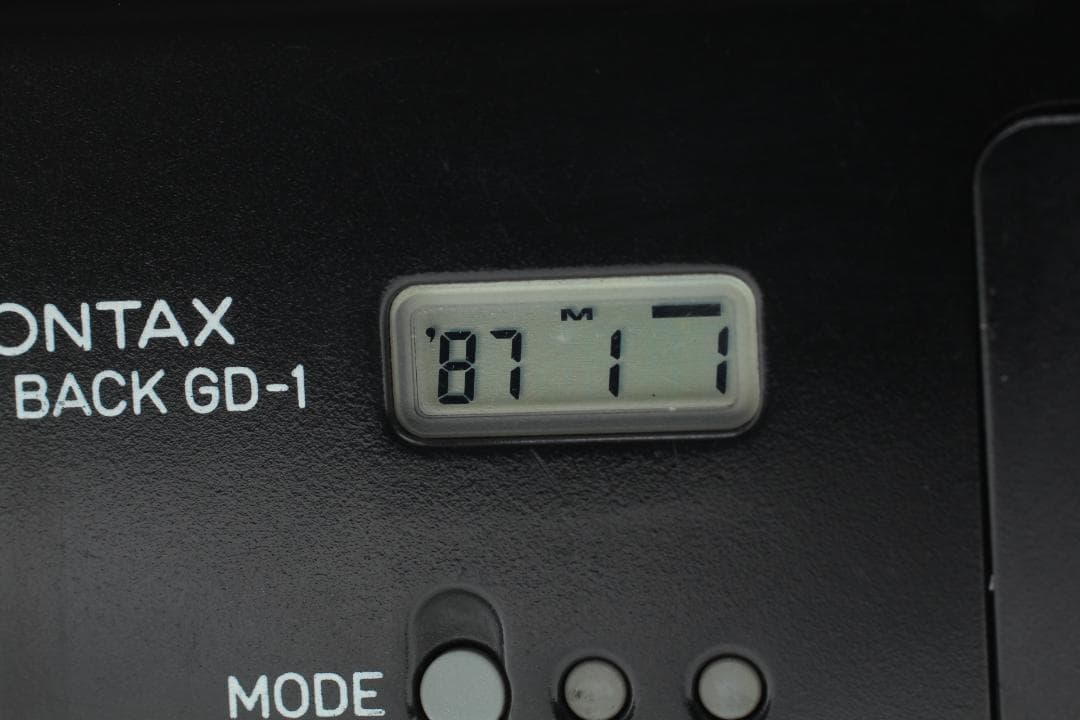 ONTAX
BACK GD-1
'87 M 1 1
MODE